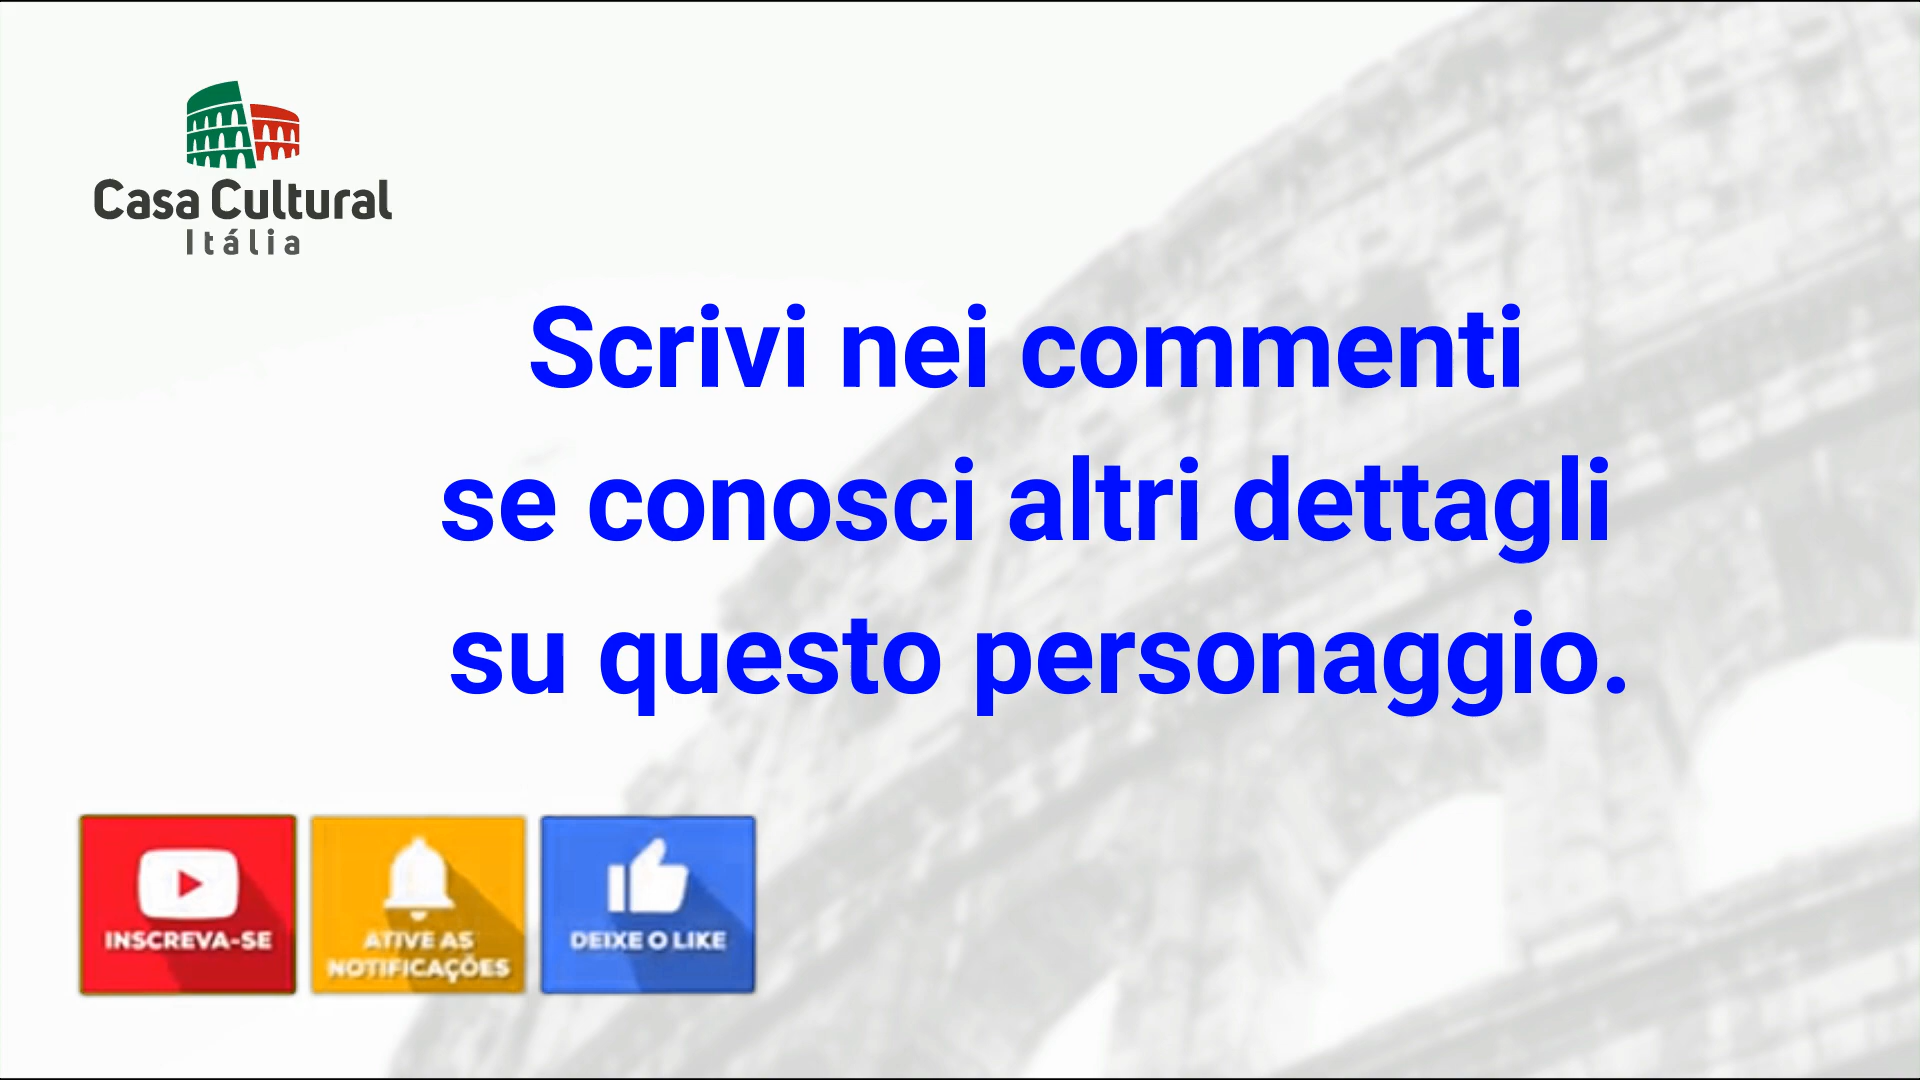 Casa Cultural
Itália
Scrivi nei commenti
se conosci altri dettagli
su questo personaggio.
INSCREVA-SE
ATIVE AS
NOTIFICAÇÕES
DEIXE O LIKE